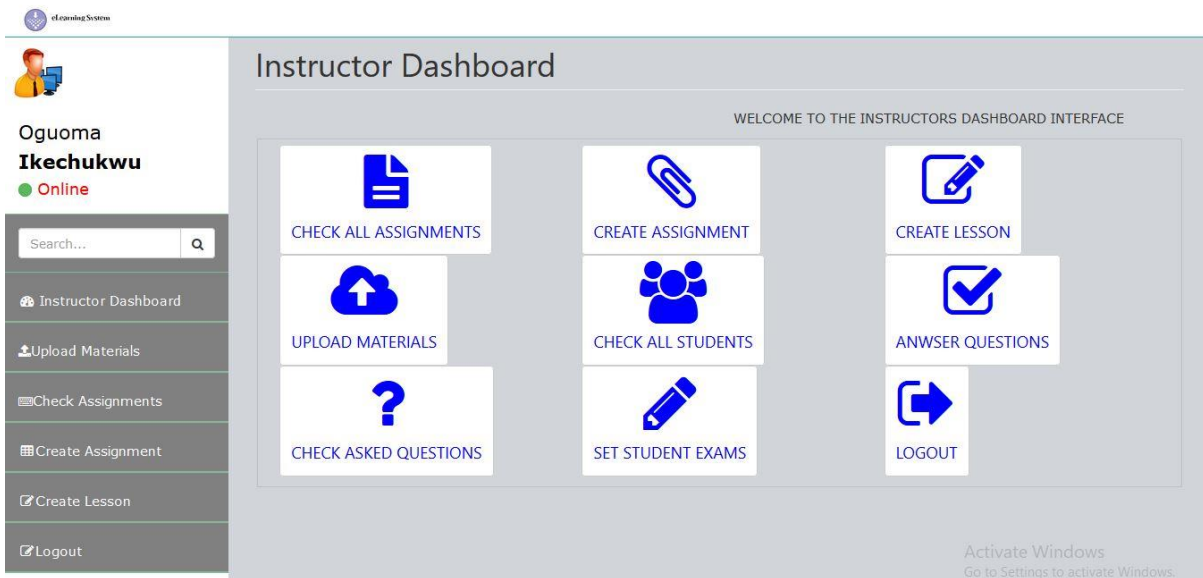 eLearning System
Oguoma
Ikechukwu
Online
Search...
Instructor Dashboard
Upload Materials
Check Assignments
Create Assignment
Create Lesson
Logout
Instructor Dashboard
WELCOME TO THE INSTRUCTORS DASHBOARD INTERFACE
CHECK ALL ASSIGNMENTS
CREATE ASSIGNMENT
CREATE LESSON
UPLOAD MATERIALS
CHECK ALL STUDENTS
ANWSER QUESTIONS
CHECK ASKED QUESTIONS
SET STUDENT EXAMS
LOGOUT
Activate Windows
Go to Settings to activate Windows.